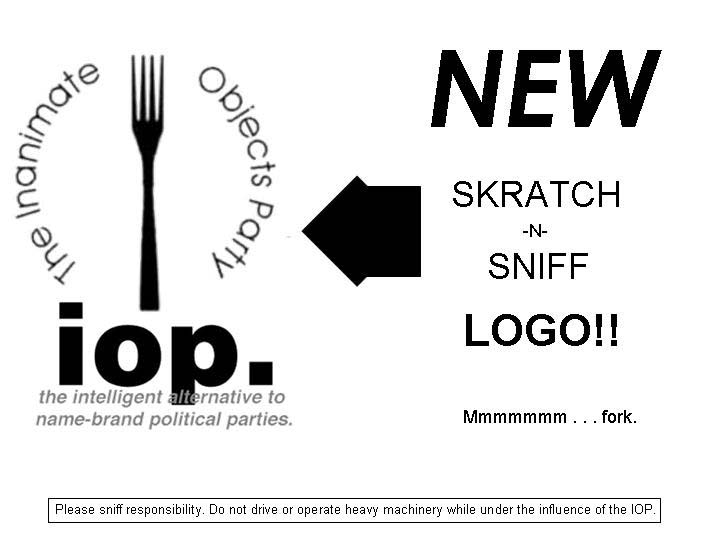 The Inanimate Objects Party
iop.
the intelligent alternative to
name-brand political parties.
NEW
SKRATCH
-N-
SNIFF
LOGO!!
Mmmmmmm . . . fork.
Please sniff responsibility. Do not drive or operate heavy machinery while under the influence of the IOP.